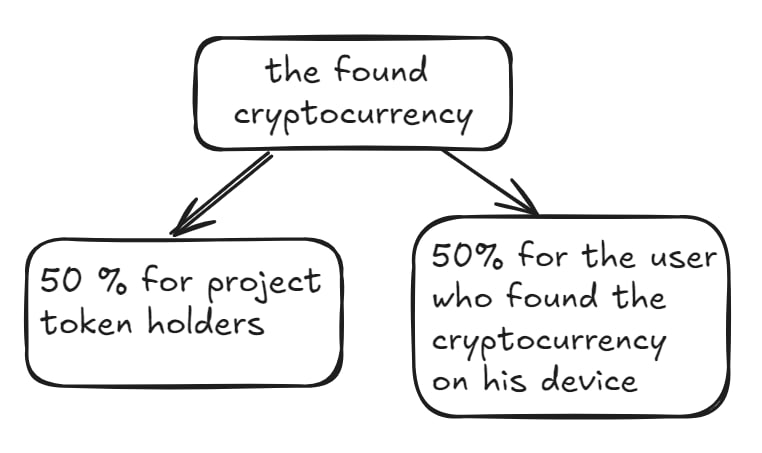 the found
cryptocurrency
50 % for project
token holders
50% for the user
who found the
cryptocurrency
on his device